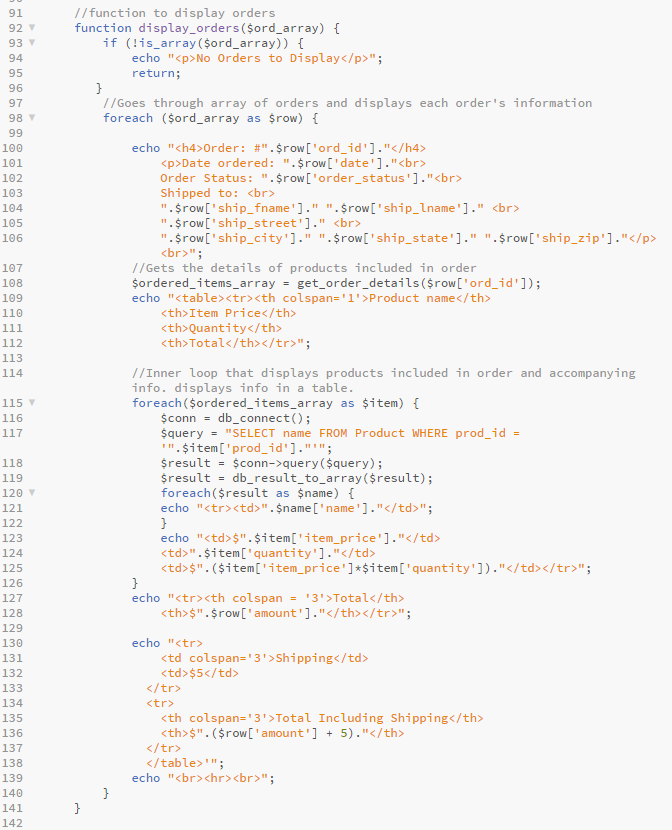 91 //function to display orders
92 function display_orders($ord_array) {
93 if (!is_array($ord_array)) {
94 echo "<p>No Orders to Display</p>";
95 return;
96 }
97 //Goes through array of orders and displays each order's information
98 foreach ($ord_array as $row) {
99
100 echo "<h4>Order: #".$row['ord_id']."</h4>
101 <p>Date ordered: ".$row['date']."<br>
102 Order Status: ".$row['order_status']."<br>
103 Shipped to: <br>
104 ".$row['ship_fname']." ".$row['ship_lname']." <br>
105 ".$row['ship_street']." <br>
106 ".$row['ship_city']." ".$row['ship_state']." ".$row['ship_zip']."</p>
<br>";
107 //Gets the details of products included in order
108 $ordered_items_array = get_order_details($row['ord_id']);
109 echo "<table><tr><th colspan='1'>Product name</th>
110 <th>Item Price</th>
111 <th>Quantity</th>
112 <th>Total</th></tr>";
113
114 //Inner loop that displays products included in order and accompanying
info. displays info in a table.
115 foreach($ordered_items_array as $item) {
116 $conn = db_connect();
117 $query = "SELECT name FROM Product WHERE prod_id =
'".$item['prod_id']."'";
118 $result = $conn->query($query);
119 $result = db_result_to_array($result);
120 foreach($result as $name) {
121 echo "<tr><td>".$name['name']."</td>";
122 }
123 echo "<td>$".$item['item_price']."</td>
124 <td>".$item['quantity']."</td>
125 <td>$".($item['item_price']*$item['quantity'])."</td></tr>";
126 }
127 echo "<tr><th colspan = '3'>Total</th>
128 <th>$".$row['amount']."</th></tr>";
129
130 echo "<tr>
131 <td colspan='3'>Shipping</td>
132 <td>$5</td>
133 </tr>
134 <tr>
135 <th colspan='3'>Total Including Shipping</th>
136 <th>$".($row['amount'] + 5)."</th>
137 </tr>
138 </table>'";
139 echo "<br><hr><br>";
140 }
141 }
142